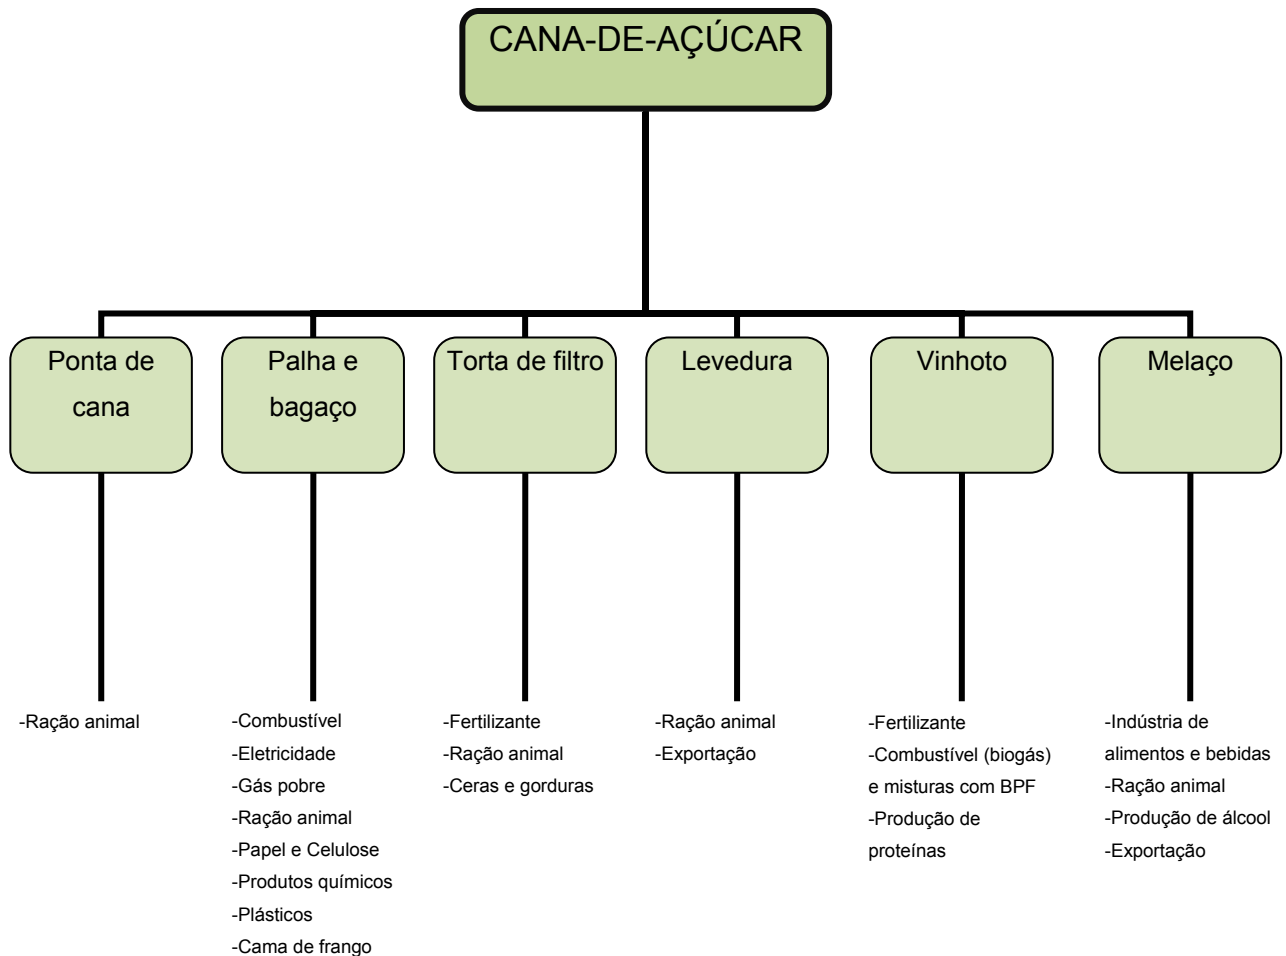 CANA-DE-AÇÚCAR
Ponta de
cana
Palha e
bagaço
Torta de filtro
Levedura
Vinhoto
Melaço
-Ração animal
-Combustível
-Eletricidade
-Gás pobre
-Ração animal
-Papel e Celulose
-Produtos químicos
-Plásticos
-Cama de frango
-Fertilizante
-Ração animal
-Ceras e gorduras
-Ração animal
-Exportação
-Fertilizante
-Combustível (biogás)
e misturas com BPF
-Produção de
proteínas
-Indústria de
alimentos e bebidas
-Ração animal
-Produção de álcool
-Exportação